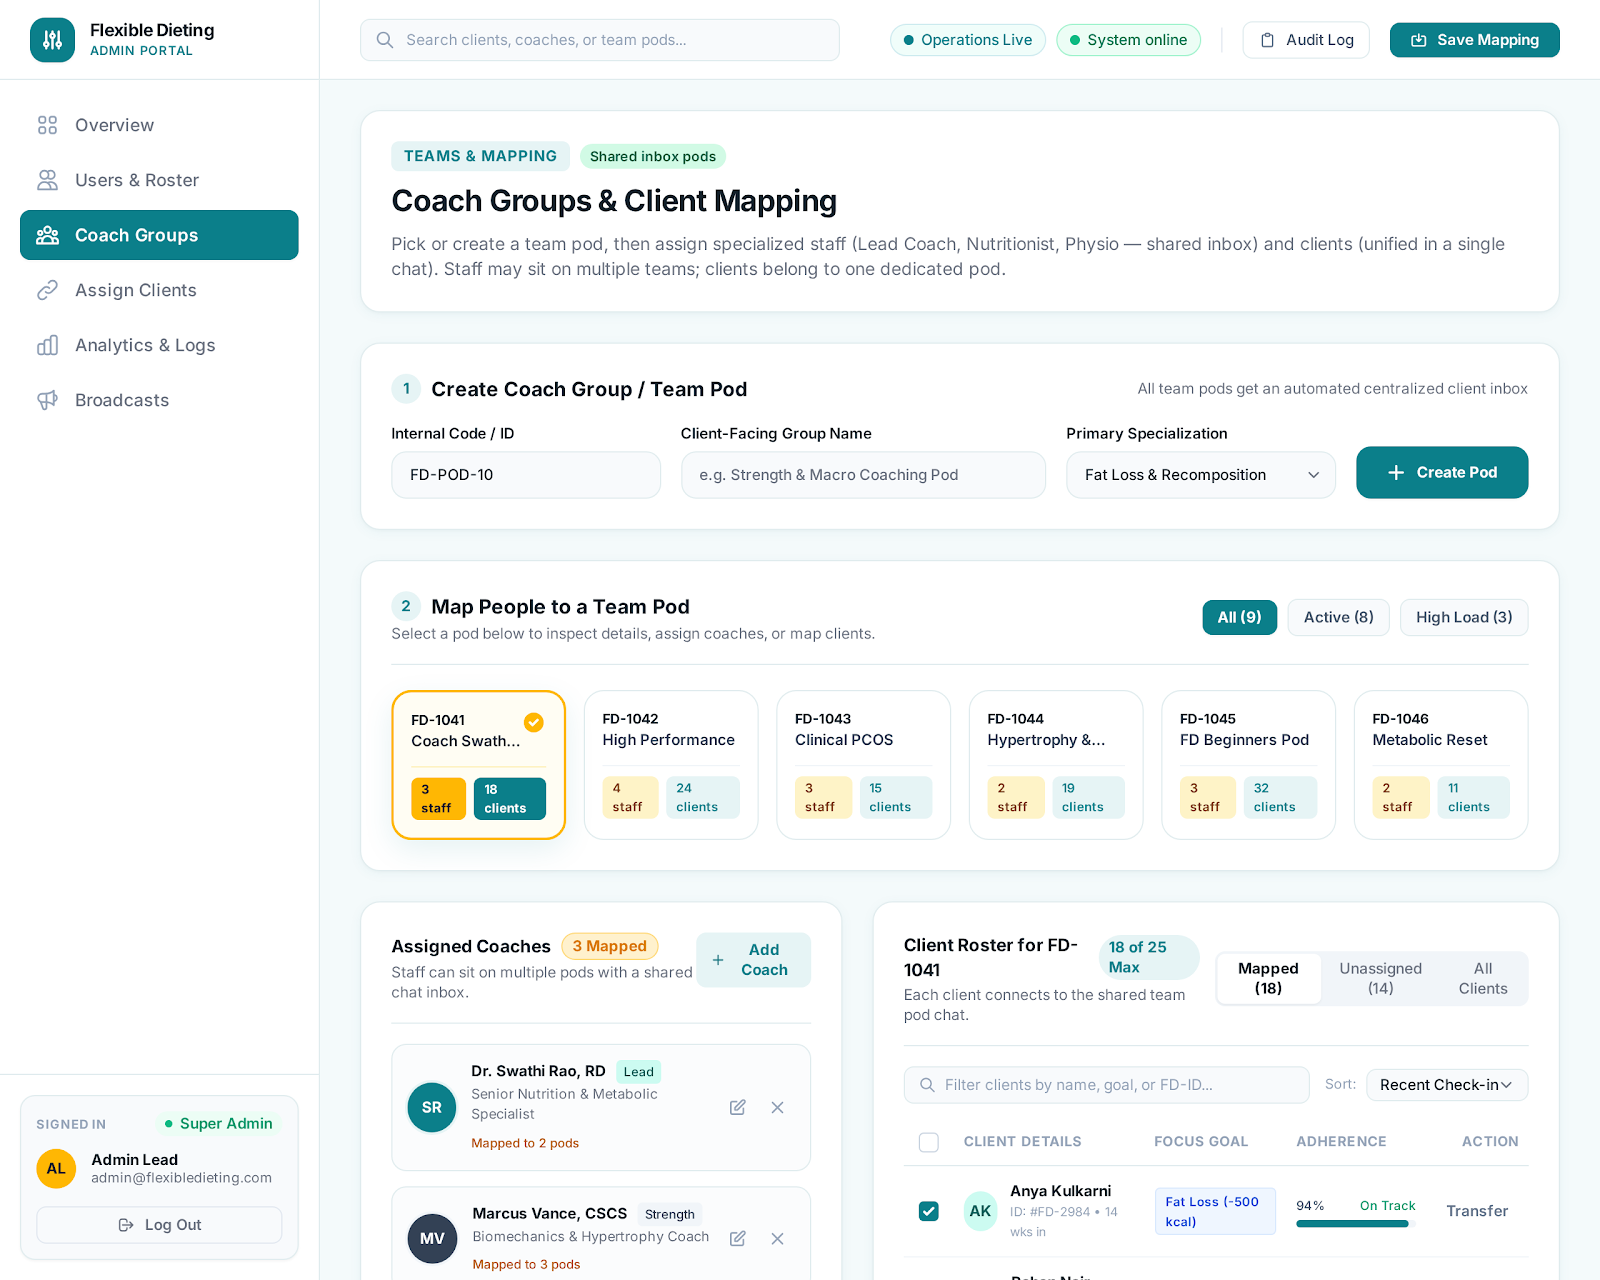 Flexible Dieting
ADMIN PORTAL
Search clients, coaches, or team pods...
Operations Live
System online
Audit Log
Save Mapping
Overview
Users & Roster
Coach Groups
Assign Clients
Analytics & Logs
Broadcasts
SIGNED IN
Super Admin
AL
Admin Lead
admin@flexibledieting.com
Log Out
TEAMS & MAPPING
Shared inbox pods
Coach Groups & Client Mapping
Pick or create a team pod, then assign specialized staff (Lead Coach, Nutritionist, Physio — shared inbox) and clients (unified in a single
chat). Staff may sit on multiple teams; clients belong to one dedicated pod.
1
Create Coach Group / Team Pod
All team pods get an automated centralized client inbox
Internal Code / ID
Client-Facing Group Name
Primary Specialization
FD-POD-10
e.g. Strength & Macro Coaching Pod
Fat Loss & Recomposition
Create Pod
2
Map People to a Team Pod
Select a pod below to inspect details, assign coaches, or map clients.
All (9)
Active (8)
High Load (3)
FD-1041
Coach Swath...
3
staff
18
clients
FD-1042
High Performance
4
staff
24
clients
FD-1043
Clinical PCOS
3
staff
15
clients
FD-1044
Hypertrophy &...
2
staff
19
clients
FD-1045
FD Beginners Pod
3
staff
32
clients
FD-1046
Metabolic Reset
2
staff
11
clients
Assigned Coaches
3 Mapped
Staff can sit on multiple pods with a shared
chat inbox.
Add
Coach
SR
Dr. Swathi Rao, RD
Lead
Senior Nutrition & Metabolic
Specialist
Mapped to 2 pods
MV
Marcus Vance, CSCS
Strength
Biomechanics & Hypertrophy Coach
Mapped to 3 pods
Client Roster for FD-
1041
18 of 25
Max
Each client connects to the shared team
pod chat.
Mapped
(18)
Unassigned
(14)
All
Clients
Filter clients by name, goal, or FD-ID...
Sort:
Recent Check-in
CLIENT DETAILS
FOCUS GOAL
ADHERENCE
ACTION
AK
Anya Kulkarni
ID: #FD-2984 • 14
wks in
Fat Loss (-500
kcal)
94%
On Track
Transfer